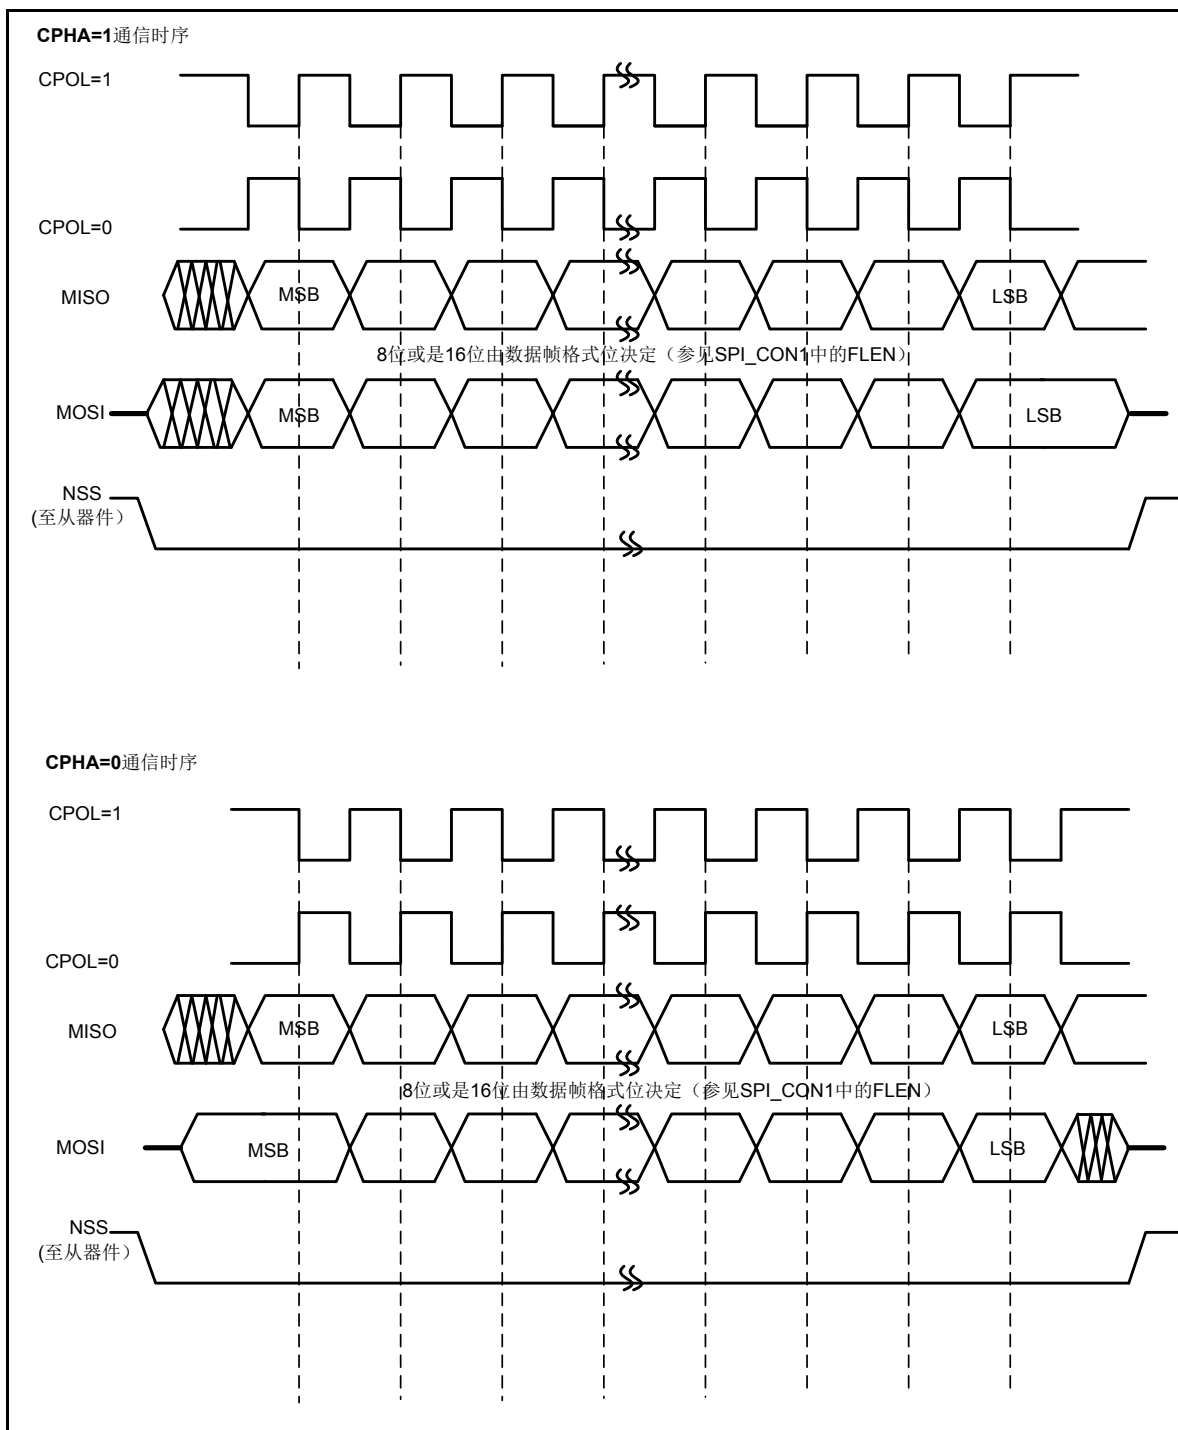 CPHA=1通信时序
CPOL=1
CPOL=0
MISO
MSB
LSB
8位或是16位由数据帧格式位决定（参见SPI_CON1中的FLEN）
MOSI
MSB
LSB
NSS
(至从器件）
CPHA=0通信时序
CPOL=1
CPOL=0
MISO
MSB
LSB
8位或是16位由数据帧格式位决定（参见SPI_CON1中的FLEN）
MOSI
MSB
LSB
NSS
(至从器件）